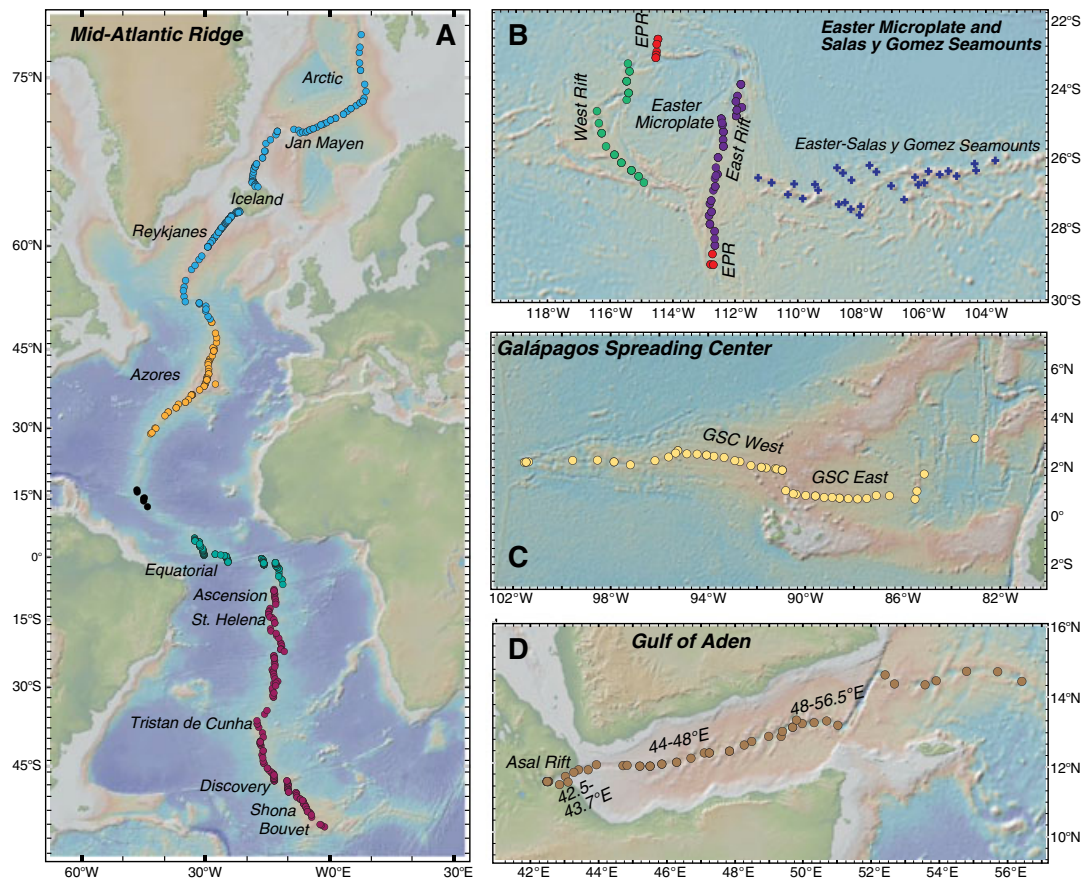 Mid-Atlantic Ridge
A
Arctic
75°N
Jan Mayen
Iceland
Reykjanes
60°N
45°N
Azores
30°N
15°N
0°
Equatorial
Ascension
St. Helena
15°S
30°S
Tristan de Cunha
45°S
Discovery
Shona
Bouvet
60°W
30°W
0°
30°E
B
EPR
Easter Microplate and
Salas y Gomez Seamounts
22°S
24°S
West Rift
Easter
Microplate
East Rift
Easter-Salas y Gomez Seamounts
26°S
28°S
EPR
30°S
118°W
116°W
114°W
112°W
110°W
108°W
106°W
104°W
Galápagos Spreading Center
6°N
4°N
GSC West
2°N
GSC East
0°
C
2°S
102°W
98°W
94°W
90°W
86°W
82°W
D
Gulf of Aden
16°N
14°N
48-56.5°E
44-48°E
Asal Rift
12°N
42.5-
43.7°E
10°N
42°E
44°E
46°E
48°E
50°E
52°E
54°E
56°E